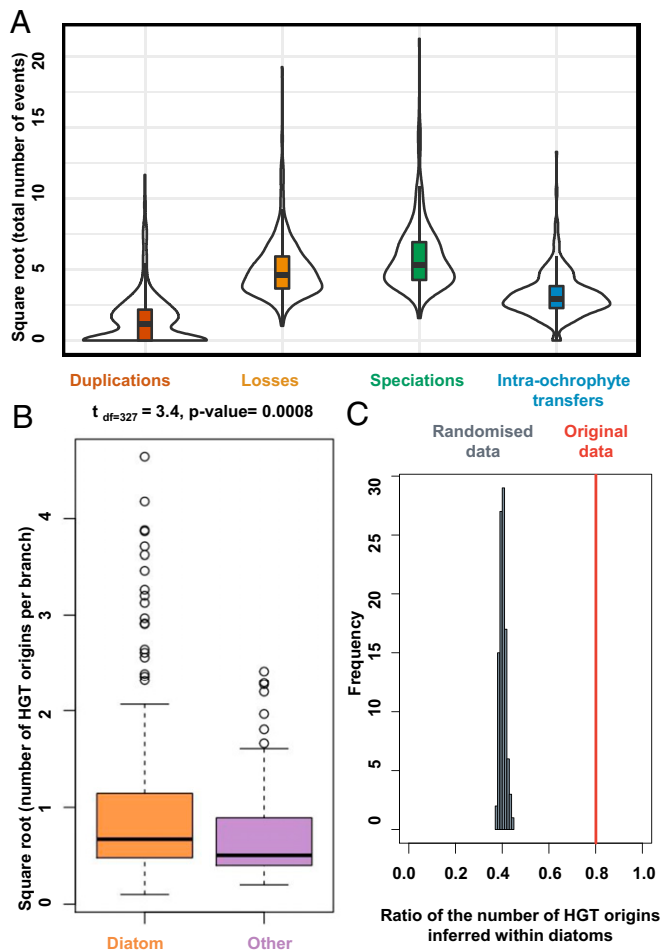 A
Square root (total number of events)
20
15
10
5
0
Duplications
Losses
Speciations
Intra-ochrophyte
transfers
B
t df=327 = 3.4, p-value= 0.0008
Square root (number of HGT origins per branch)
4
3
2
1
0
Diatom
Other
C
Randomised
data
Original
data
Frequency
30
25
20
15
10
5
0
0.0 0.2 0.4 0.6 0.8 1.0
Ratio of the number of HGT origins
inferred within diatoms